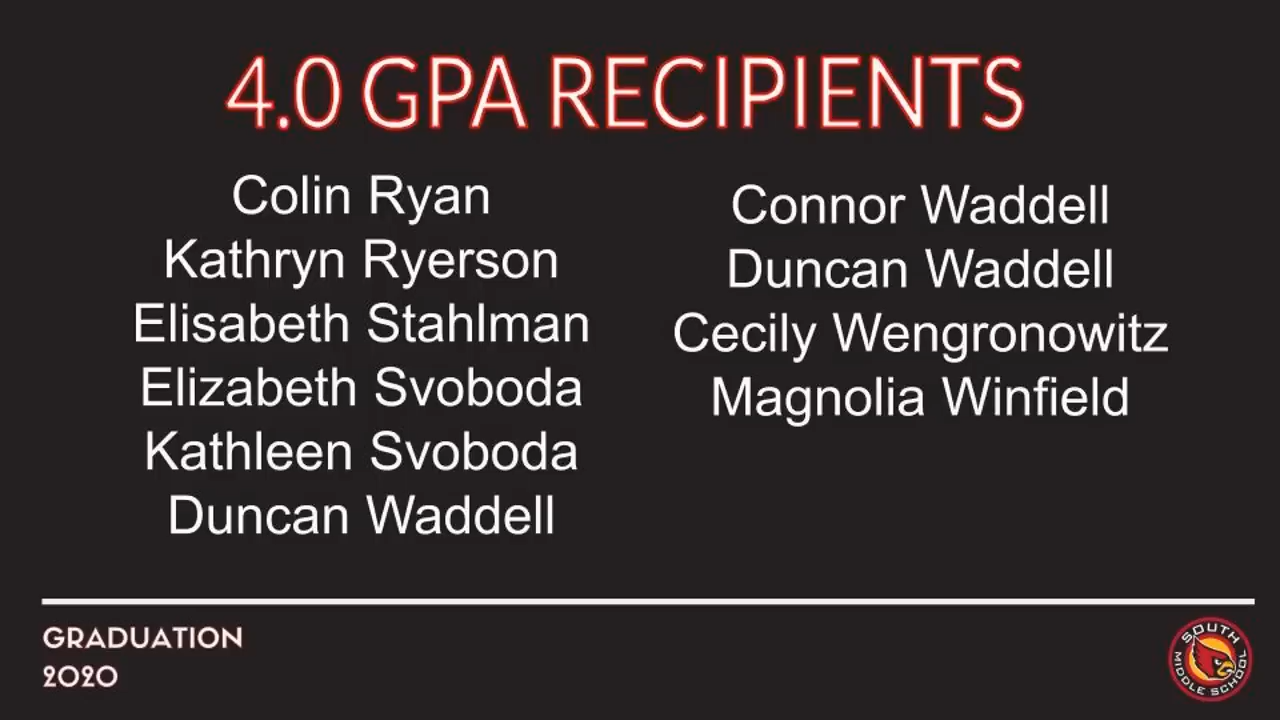 4.0 GPA RECIPIENTS
Colin Ryan
Kathryn Ryerson
Elisabeth Stahlman
Elizabeth Svoboda
Kathleen Svoboda
Duncan Waddell
Connor Waddell
Duncan Waddell
Cecily Wengronowitz
Magnolia Winfield
GRADUATION
2020
SOUTH
MIDDLE SCHOOL